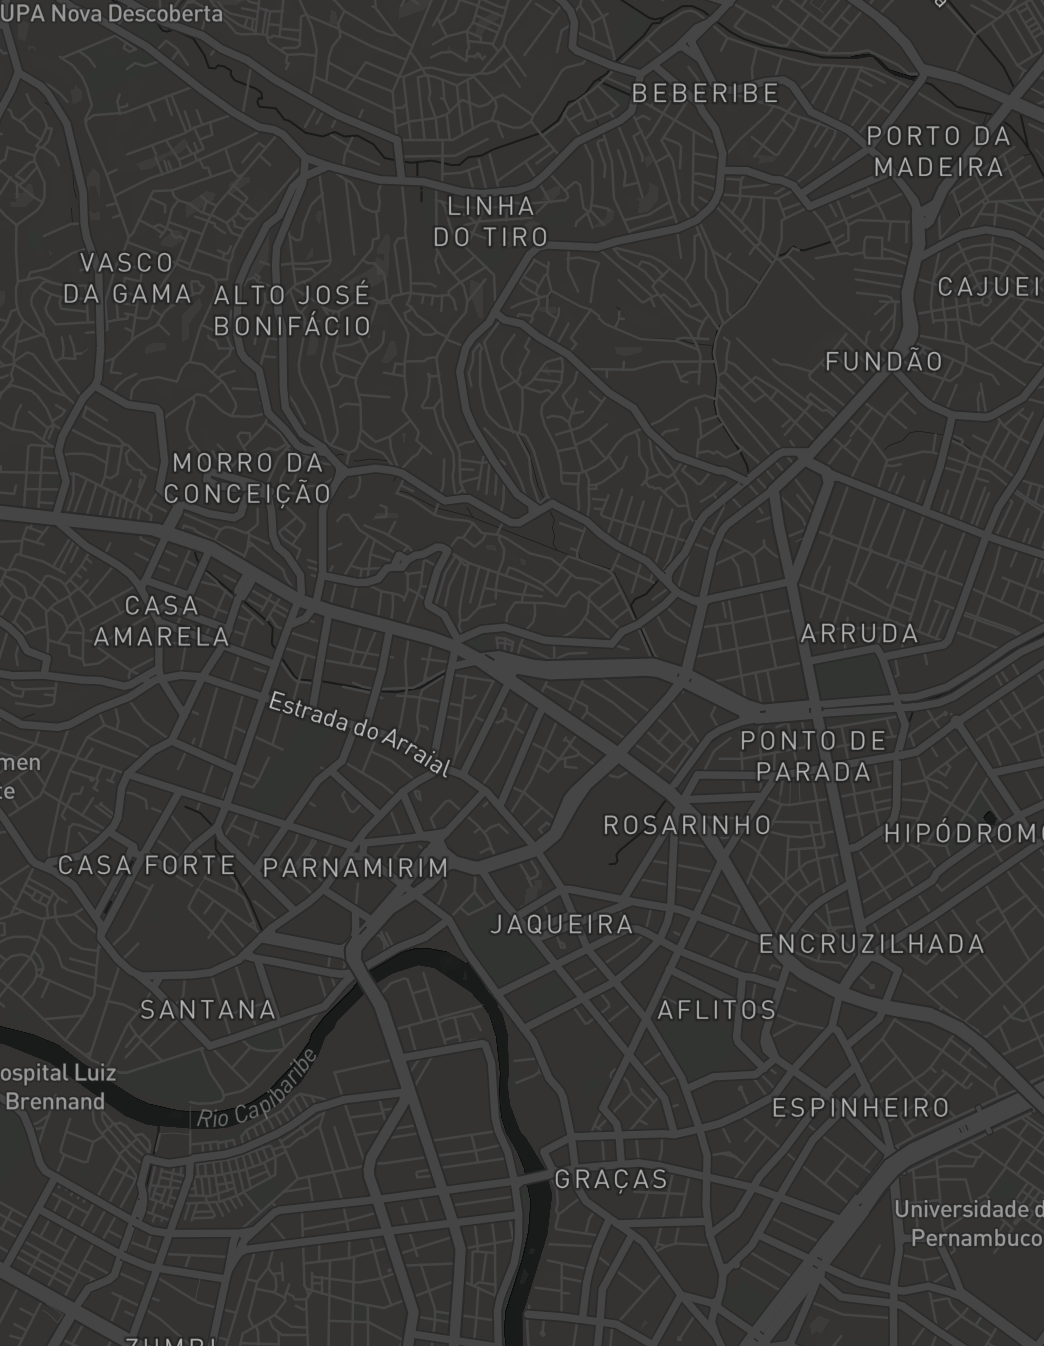 UPA Nova Descoberta
BEBERIBE
PORTO DA
MADEIRA
LINHA
DO TIRO
VASCO
DA GAMA
ALTO JOSÉ
BONIFÁCIO
CAJUEI
FUNDÃO
MORRO DA
CONCEIÇÃO
CASA
AMARELA
ARRUDA
Estrada do Arraial
PONTO DE
PARADA
men
te
ROSARINHO
HIPÓDROMO
CASA FORTE
PARNAMIRIM
JAQUEIRA
ENCRUZILHADA
SANTANA
AFLITOS
ospital Luiz
Brennand
Rio Capibaribe
ESPINHEIRO
GRAÇAS
Universidade d
Pernambuco
ZUMBI